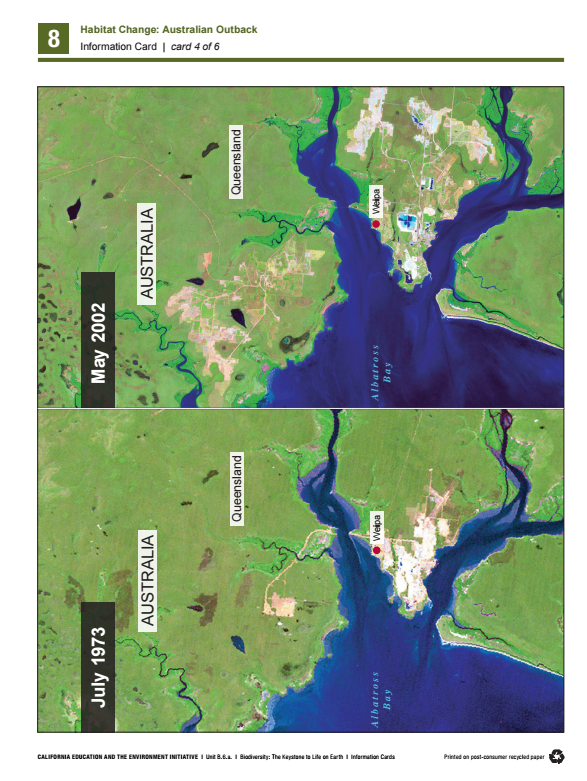 8
Habitat Change: Australian Outback
Information Card | card 4 of 6
May 2002
AUSTRALIA
Queensland
Weipa
Albatross
Bay
July 1973
AUSTRALIA
Queensland
Weipa
Albatross
Bay
CALIFORNIA EDUCATION AND THE ENVIRONMENT INITIATIVE I Unit B.6.a. I Biodiversity: The Keystone to Life on Earth I Information Cards
Printed on post-consumer recycled paper